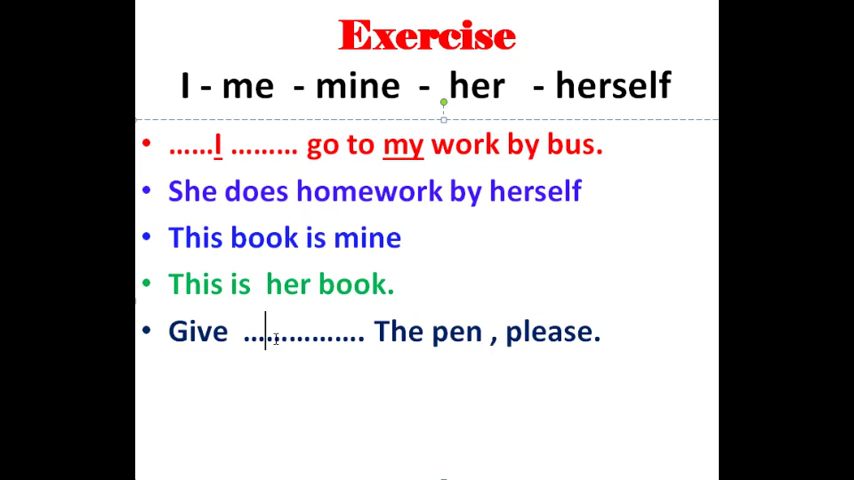 Exercise
I - me - mine - her - herself
• ……I ……… go to my work by bus.
• She does homework by herself
• This book is mine
• This is her book.
• Give ……………. The pen , please.